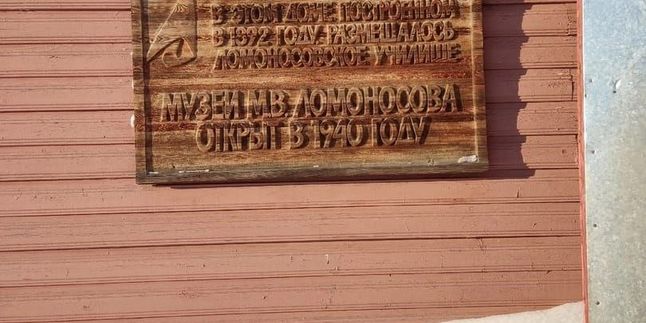 В ЭТОМ ДОМЕ ПОСТРОЕННОМ
В 1892 ГОДУ РАЗМЕЩАЛОСЬ
ЛОМОНОСОВСКОЕ УЧИЛИЩЕ
МУЗЕЙ М.В. ЛОМОНОСОВА
ОТКРЫТ В 1940 ГОДУ